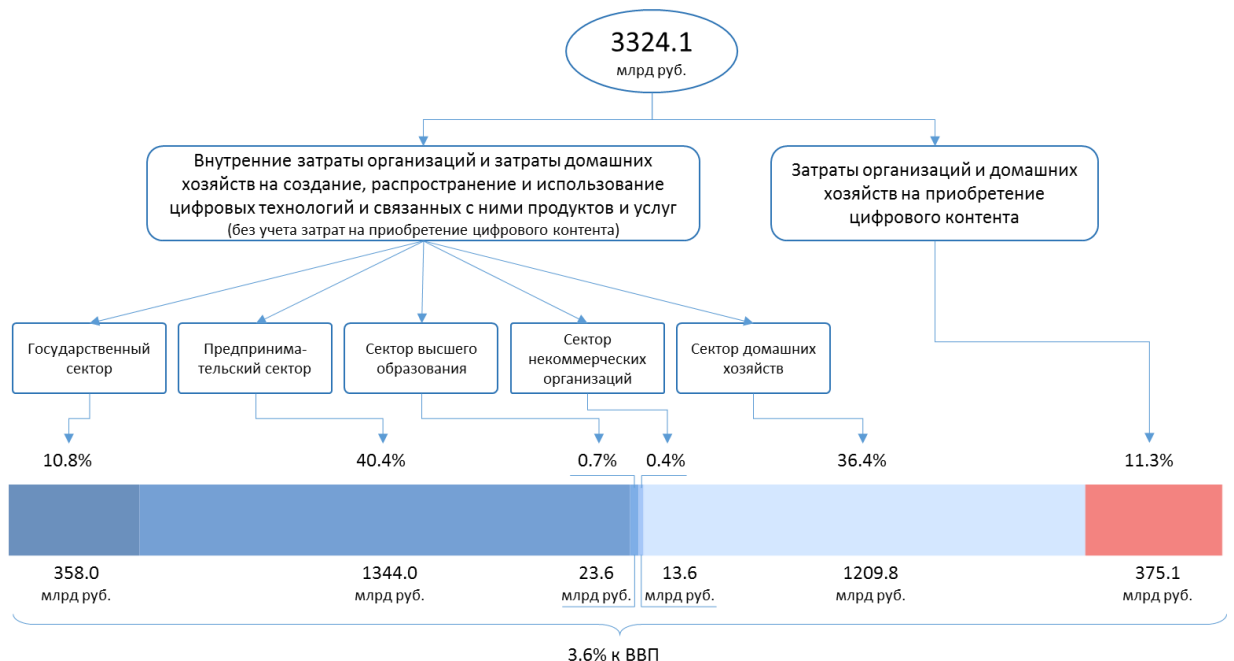 3324.1
млрд руб.
Внутренние затраты организаций и затраты домашних
хозяйств на создание, распространение и использование
цифровых технологий и связанных с ними продуктов и услуг
(без учета затрат на приобретение цифрового контента)
Затраты организаций и домашних
хозяйств на приобретение
цифрового контента
Государственный
сектор
Предпринима-
тельский сектор
Сектор высшего
образования
Сектор
некоммерческих
организаций
Сектор домашних
хозяйств
10.8%
40.4%
0.7%
0.4%
36.4%
11.3%
358.0
млрд руб.
1344.0
млрд руб.
23.6
млрд руб.
13.6
млрд руб.
1209.8
млрд руб.
375.1
млрд руб.
3.6% к ВВП